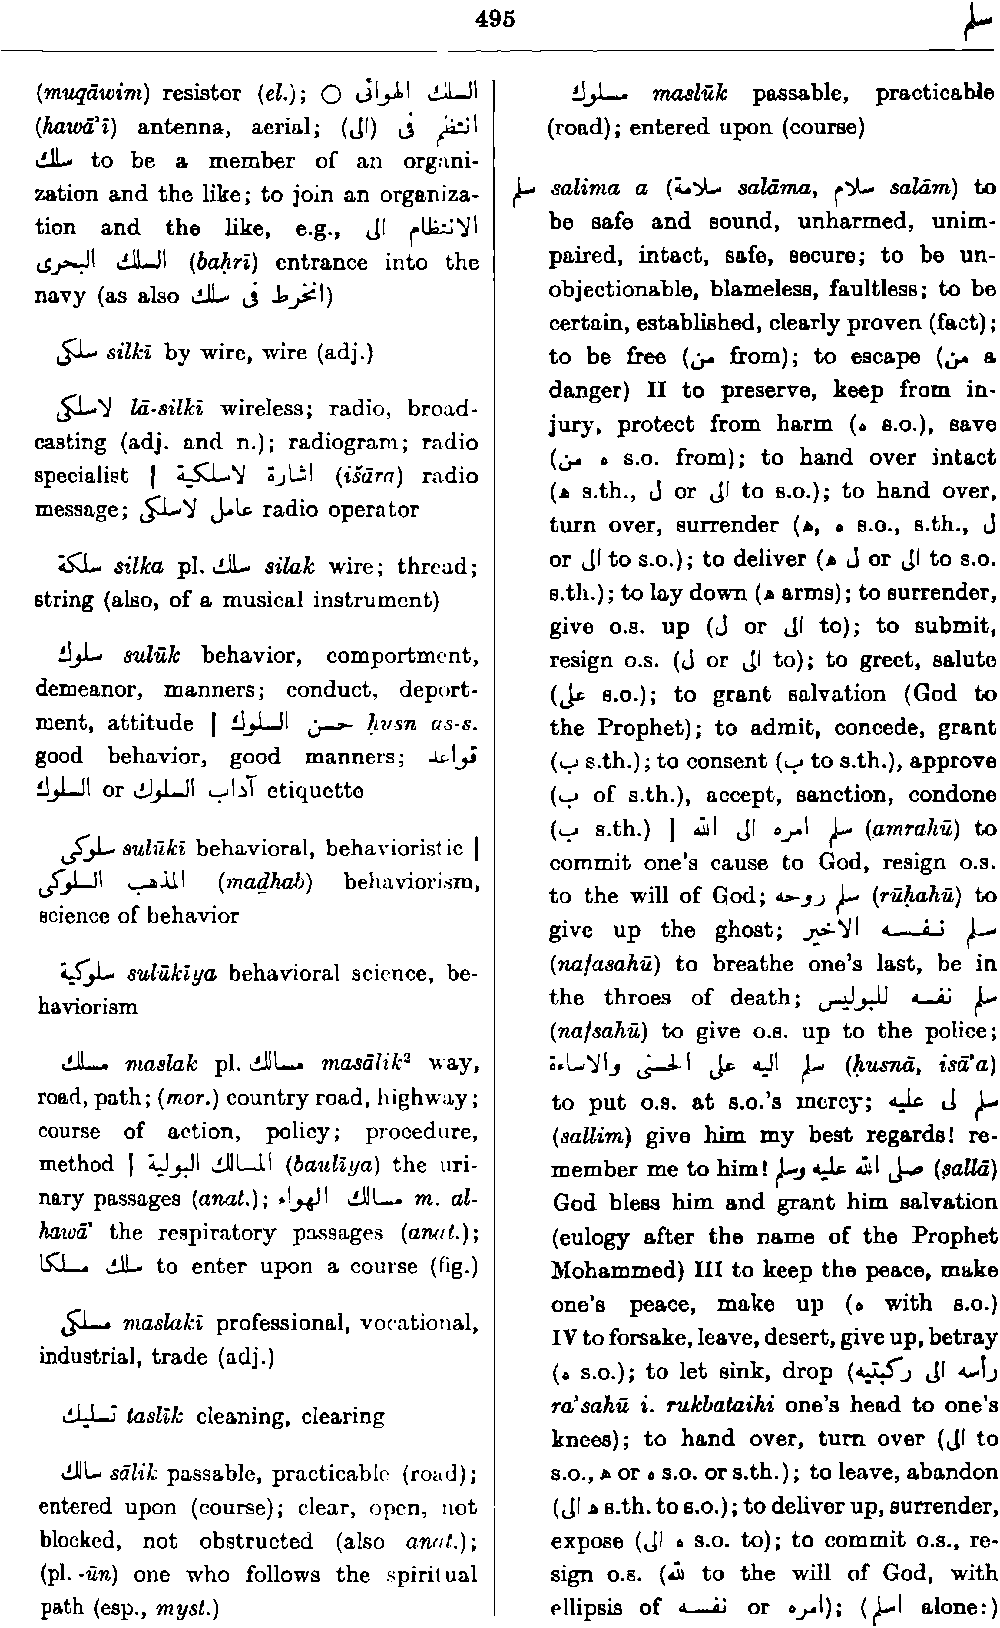 495
سلم
(muqāwim) resistor (el.); ○ السلك الهوائى
(hawā'ī) antenna, aerial; انتظم فى (الى)
سلك to be a member of an organi-
zation and the like; to join an organiza-
tion and the like, e.g., الانتظام الى
السلك البحرى (baḥrī) entrance into the
navy (as also انخرط فى سلك)
سلكى silkī by wire, wire (adj.)
لاسلكى lā-silkī wireless; radio, broad-
casting (adj. and n.); radiogram; radio
specialist | اشارة لاسلكية (išāra) radio
message; عامل لاسلكى radio operator
سلكة silka pl. سلك silak wire; thread;
string (also, of a musical instrument)
سلوك sulūk behavior, comportment,
demeanor, manners; conduct, deport-
ment, attitude | حسن السلوك ḥusn as-s.
good behavior, good manners; قواعد
السلوك or آداب السلوك etiquette
سلوكى sulūkī behavioral, behavioristic |
المذهب السلوكى (maḏhab) behaviorism,
science of behavior
سلوكية sulūkīya behavioral science, be-
haviorism
مسلك maslak pl. مسالك masālik² way,
road, path; (mor.) country road, highway;
course of action, policy; procedure,
method | المسالك البولية (baulīya) the uri-
nary passages (anat.); مسالك الهواء m. al-
hawā' the respiratory passages (anat.);
سلك مسلكا to enter upon a course (fig.)
مسلكى maslakī professional, vocational,
industrial, trade (adj.)
تسليك taslīk cleaning, clearing
سالك sālik passable, practicable (road);
entered upon (course); clear, open, not
blocked, not obstructed (also anat.);
(pl. -ūn) one who follows the spiritual
path (esp., myst.)
مسلوك maslūk passable, practicable
(road); entered upon (course)
سلم salima a (سلامة salāma, سلام salām) to
be safe and sound, unharmed, unim-
paired, intact, safe, secure; to be un-
objectionable, blameless, faultless; to be
certain, established, clearly proven (fact);
to be free (من from); to escape (من a
danger) II to preserve, keep from in-
jury, protect from harm (ه s.o.), save
(من ه s.o. from); to hand over intact
(ھ s.th., ل or الى to s.o.); to hand over,
turn over, surrender (ھ, ه s.o., s.th., ل
or الى to s.o.); to deliver (ھ ل or الى to s.o.
s.th.); to lay down (ھ arms); to surrender,
give o.s. up (ل or الى to); to submit,
resign o.s. (ل or الى to); to greet, salute
(على s.o.); to grant salvation (God to
the Prophet); to admit, concede, grant
(ب s.th.); to consent (ب to s.th.), approve
(ب of s.th.), accept, sanction, condone
(ب s.th.) | سلم امره الى الله (amrahū) to
commit one's cause to God, resign o.s.
to the will of God; سلم روحه (rūḥahū) to
give up the ghost; سلم نفسه الاخير
(nafasahū) to breathe one's last, be in
the throes of death; سلم نفسه للبوليس
(nafsahū) to give o.s. up to the police;
سلم اليه على الحسنى والاساءة (ḥusnā, isā'a)
to put o.s. at s.o.'s mercy; سلم ل عليه
(sallim) give him my best regards! re-
member me to him! صلى الله عليه وسلم (ṣallā)
God bless him and grant him salvation
(eulogy after the name of the Prophet
Mohammed) III to keep the peace, make
one's peace, make up (ه with s.o.)
IV to forsake, leave, desert, give up, betray
(ه s.o.); to let sink, drop (رأسه الى ركبتيه
ra'sahū i. rukbataihi one's head to one's
knees); to hand over, turn over (الى to
s.o., ھ or ه s.o. or s.th.); to leave, abandon
(الى ھ s.th. to s.o.); to deliver up, surrender,
expose (الى ه s.o. to); to commit o.s., re-
sign o.s. (لله to the will of God, with
ellipsis of نفسه or امره); (اسلم alone:)